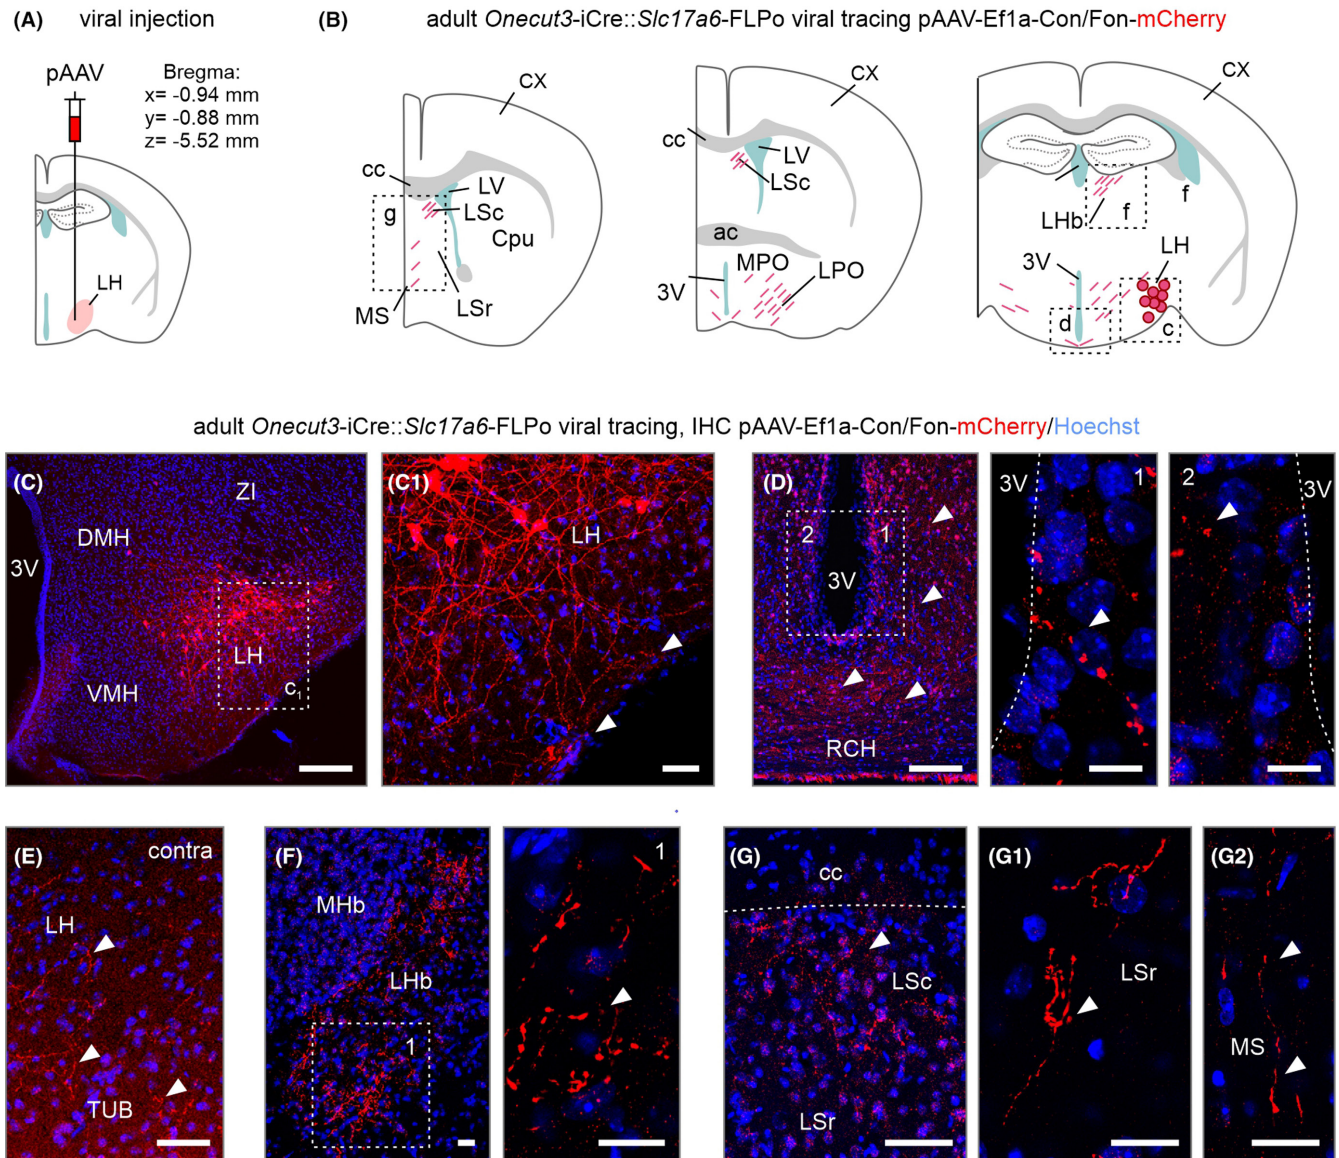 (A) viral injection
pAAV
Bregma:
x= -0.94 mm
y= -0.88 mm
z= -5.52 mm
LH
(B) adult Onecut3-iCre::Slc17a6-FLPo viral tracing pAAV-Ef1a-Con/Fon-mCherry
CX
cc
LV
g
LSc
Cpu
MS
LSr
CX
cc
LV
LSc
ac
MPO
LPO
3V
CX
f
LHb
f
3V
LH
d
c
adult Onecut3-iCre::Slc17a6-FLPo viral tracing, IHC pAAV-Ef1a-Con/Fon-mCherry/Hoechst
(C)
ZI
DMH
3V
LH
VMH
c1
(C1)
LH
(D)
2
1
3V
RCH
3V
1
2
3V
(E)
contra
LH
TUB
(F)
MHb
LHb
1
1
(G)
cc
LSc
LSr
(G1)
LSr
(G2)
MS